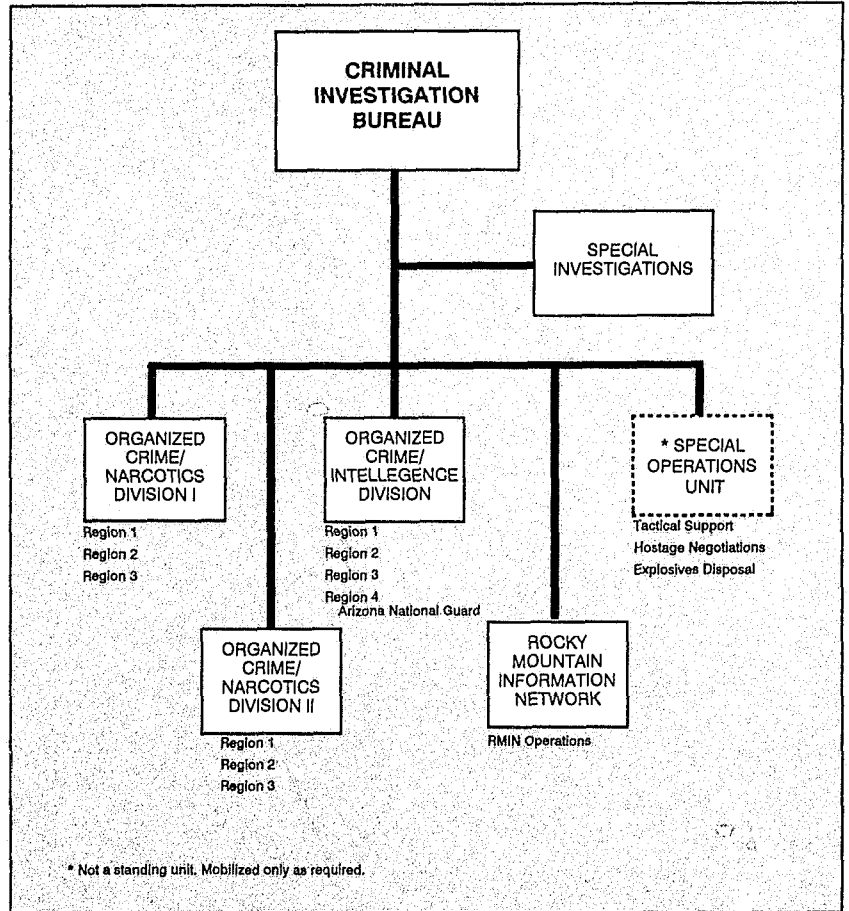 CRIMINAL
INVESTIGATION
BUREAU
SPECIAL
INVESTIGATIONS
ORGANIZED
CRIME/
NARCOTICS
DIVISION I
Region 1
Region 2
Region 3
ORGANIZED
CRIME/
NARCOTICS
DIVISION II
Region 1
Region 2
Region 3
ORGANIZED
CRIME/
INTELLEGENCE
DIVISION
Region 1
Region 2
Region 3
Region 4
Arizona National Guard
ROCKY
MOUNTAIN
INFORMATION
NETWORK
RMIN Operations
* SPECIAL
OPERATIONS
UNIT
Tactical Support
Hostage Negotiations
Explosives Disposal
* Not a standing unit. Mobilized only as required.